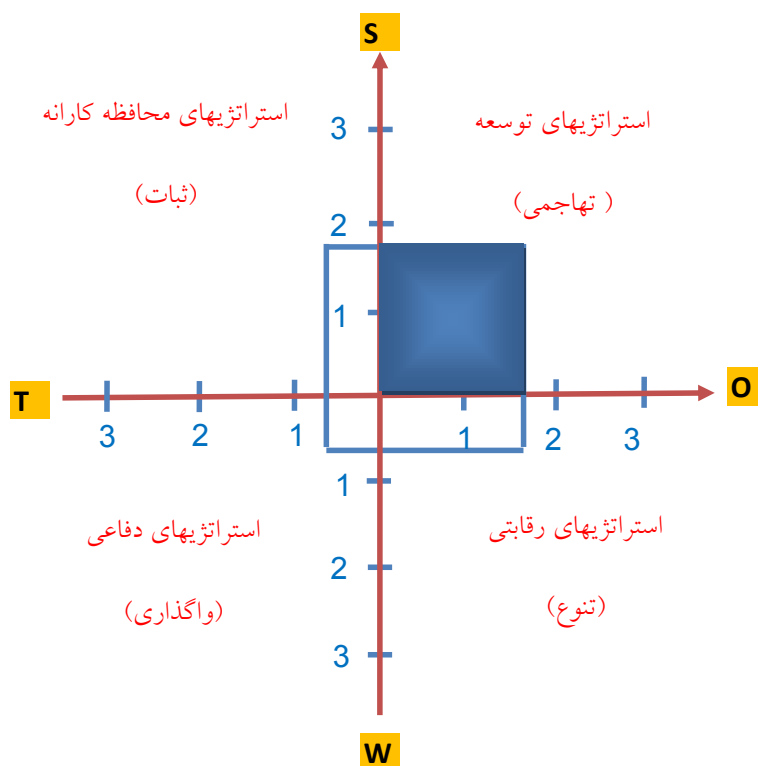 S
استراتژیهای توسعه
( تهاجمی)
استراتژیهای محافظه کارانه
(ثبات)
3
2
1
T
3
2
1
1
2
3
O
1
2
3
استراتژیهای رقابتی
(تنوع)
استراتژیهای دفاعی
(واگذاری)
W